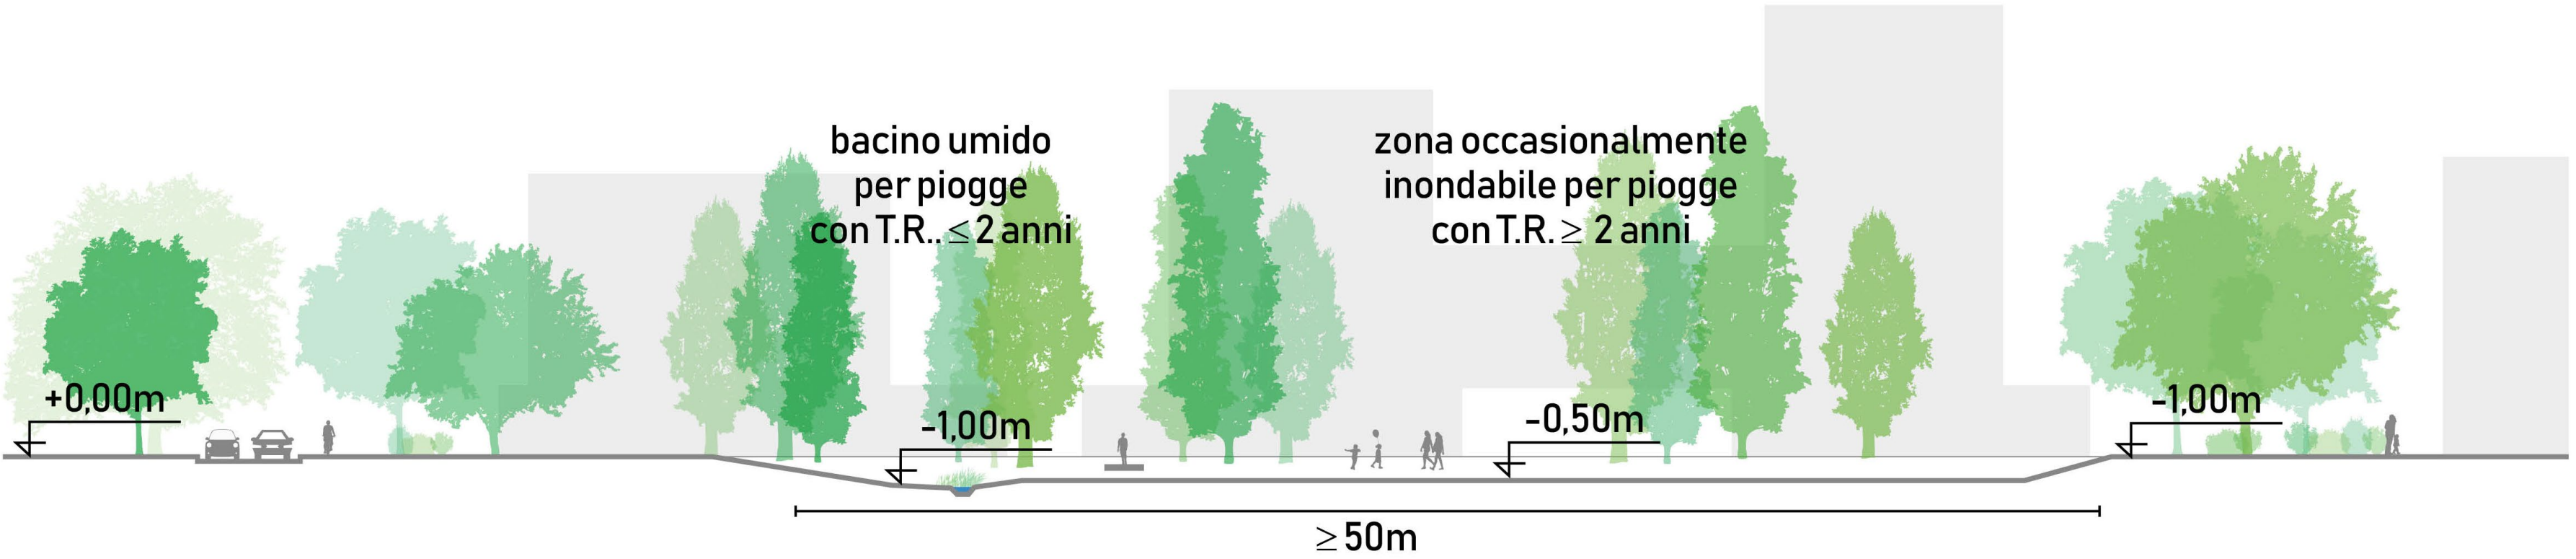 bacino umido
per piogge
con T.R.. ≤ 2 anni
zona occasionalmente
inondabile per piogge
con T.R. ≥ 2 anni
+0,00m
-1,00m
-0,50m
-1,00m
≥ 50m